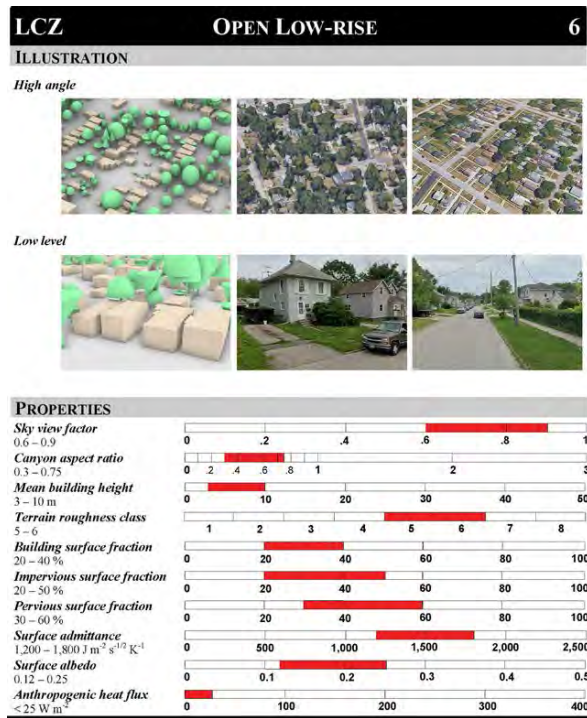 LCZ OPEN LOW-RISE 6
ILLUSTRATION
High angle
Low level
PROPERTIES
Sky view factor
0.6 – 0.9
0 .2 .4 .6 .8 1
Canyon aspect ratio
0.3 – 0.75
0 .2 .4 .6 .8 1 2 3
Mean building height
3 – 10 m
0 10 20 30 40 50
Terrain roughness class
5 – 6
1 2 3 4 5 6 7 8
Building surface fraction
20 – 40 %
0 20 40 60 80 100
Impervious surface fraction
20 – 50 %
0 20 40 60 80 100
Pervious surface fraction
30 – 60 %
0 20 40 60 80 100
Surface admittance
1,200 – 1,800 J m⁻² s⁻¹/² K⁻¹
0 500 1,000 1,500 2,000 2,500
Surface albedo
0.12 – 0.25
0 0.1 0.2 0.3 0.4 0.5
Anthropogenic heat flux
< 25 W m⁻²
0 100 200 300 400